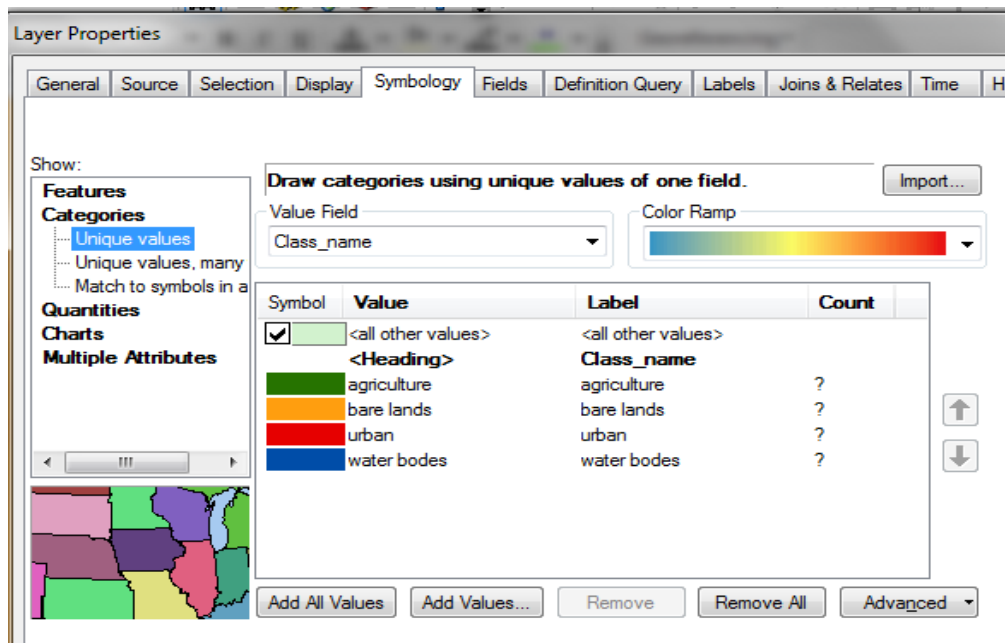 Layer Properties
General Source Selection Display Symbology Fields Definition Query Labels Joins & Relates Time H
Show:
Features
Categories
Unique values
Unique values, many
Match to symbols in a
Quantities
Charts
Multiple Attributes
Draw categories using unique values of one field.
Import...
Value Field
Class_name
Color Ramp
Symbol Value Label Count
<all other values> <all other values>
<Heading> Class_name
agriculture agriculture ?
bare lands bare lands ?
urban urban ?
water bodes water bodes ?
Add All Values Add Values... Remove Remove All Advanced